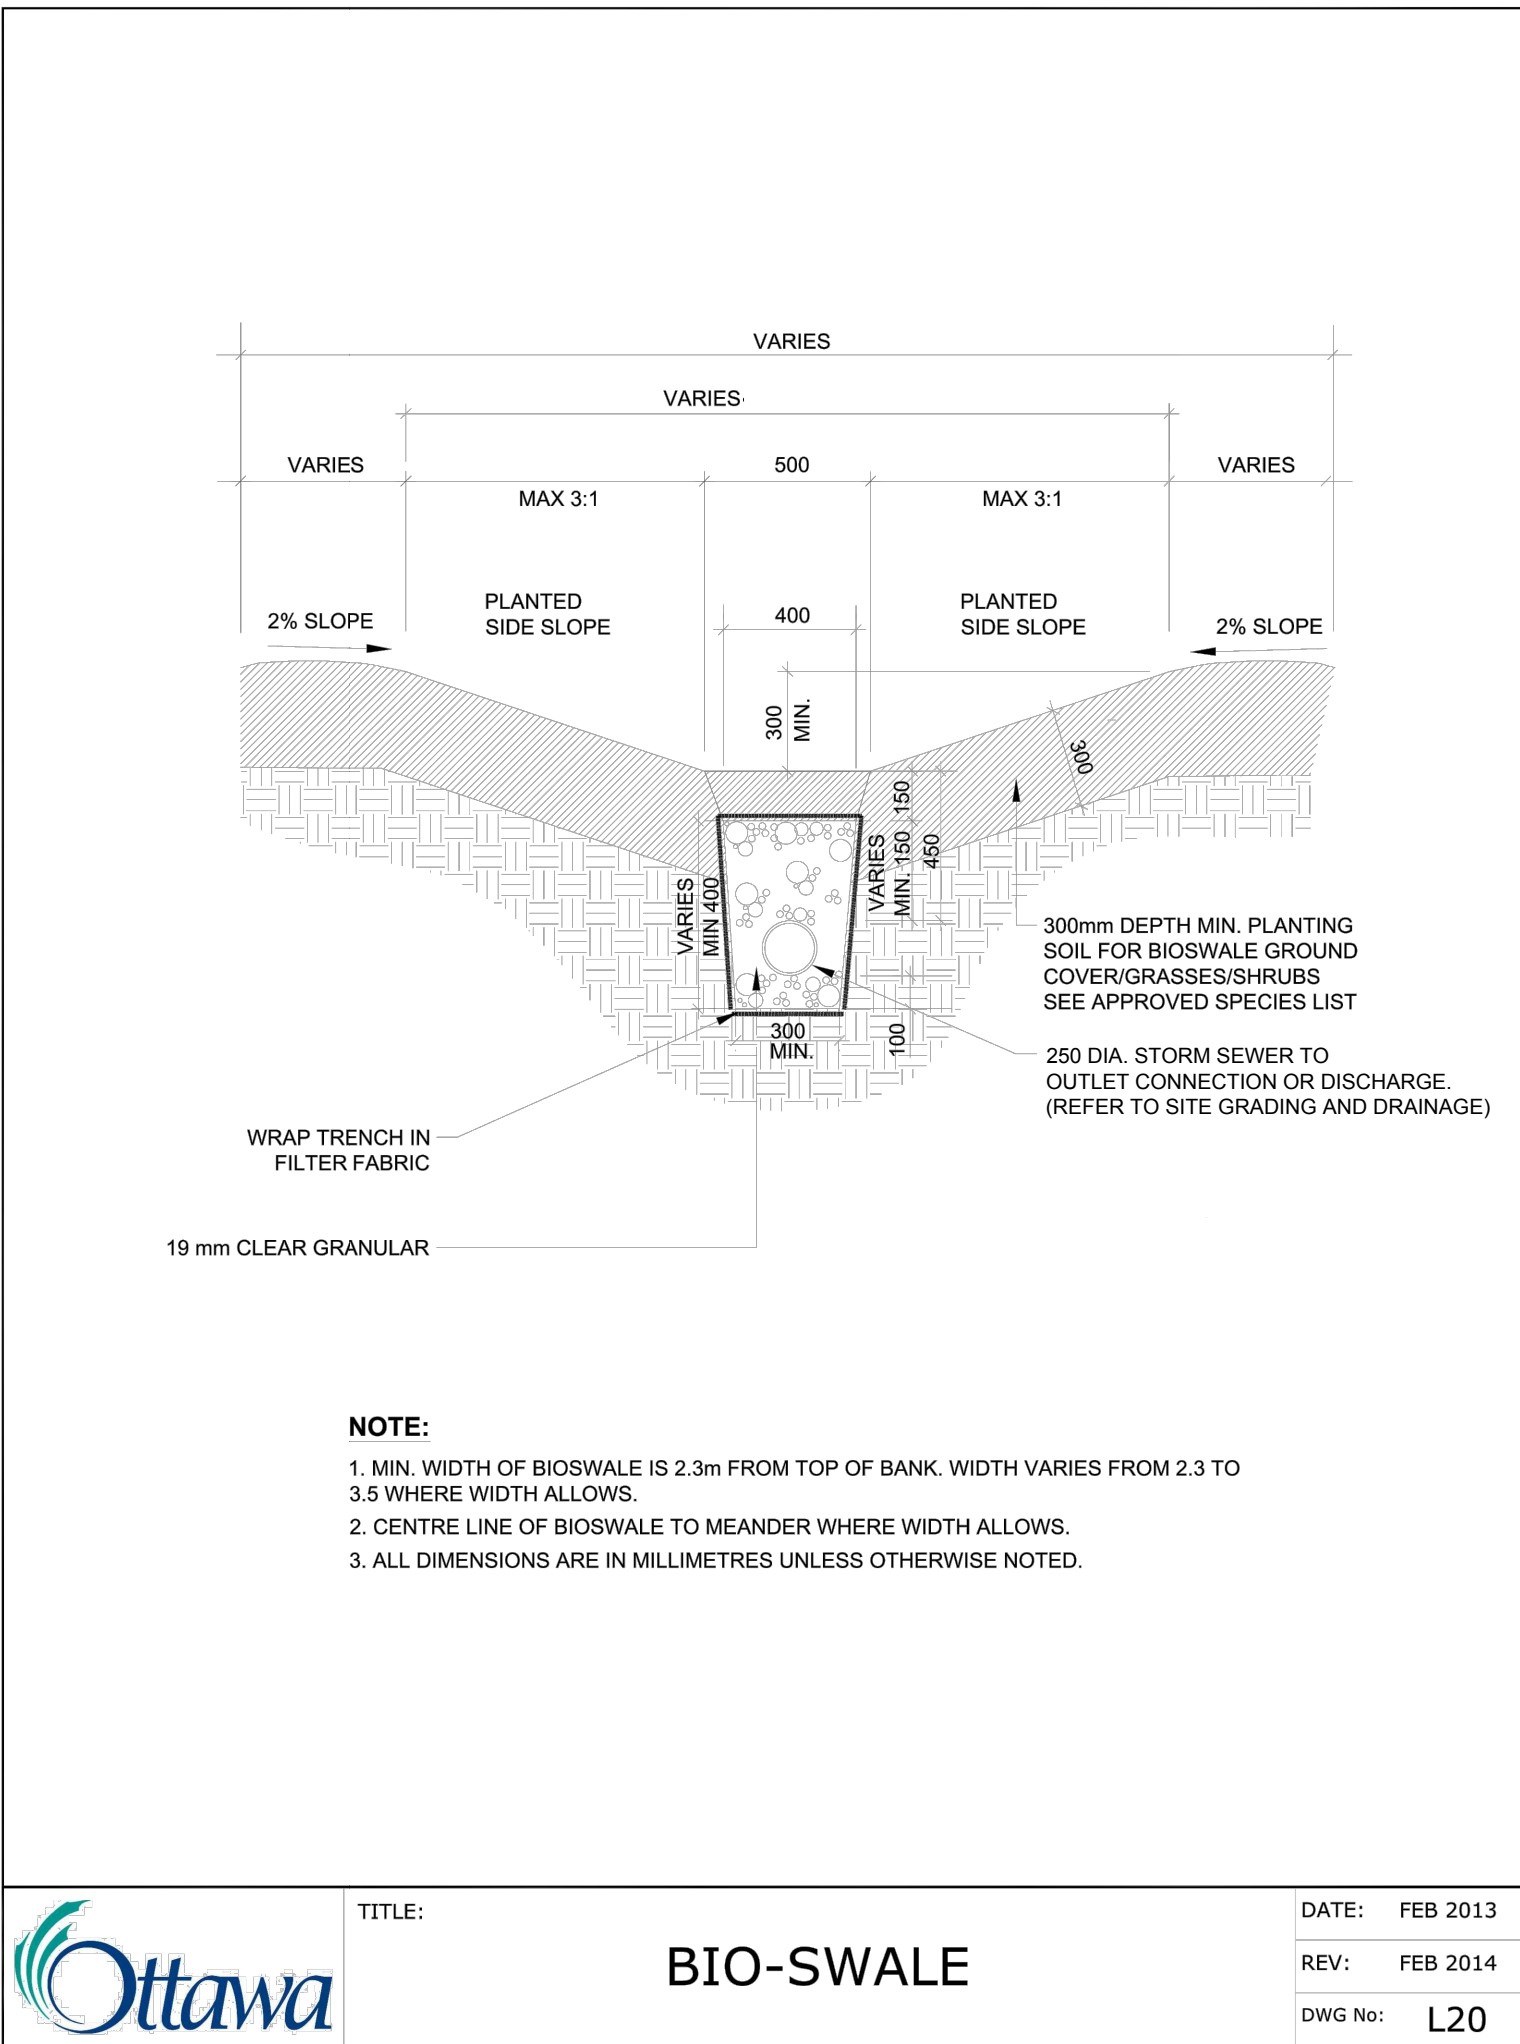 VARIES
VARIES
VARIES
500
VARIES
MAX 3:1
MAX 3:1
2% SLOPE
PLANTED
SIDE SLOPE
400
PLANTED
SIDE SLOPE
2% SLOPE
300
MIN.
300
150
VARIES
MIN. 150
450
VARIES
MIN 400
300
MIN.
100
300mm DEPTH MIN. PLANTING
SOIL FOR BIOSWALE GROUND
COVER/GRASSES/SHRUBS
SEE APPROVED SPECIES LIST
250 DIA. STORM SEWER TO
OUTLET CONNECTION OR DISCHARGE.
(REFER TO SITE GRADING AND DRAINAGE)
WRAP TRENCH IN
FILTER FABRIC
19 mm CLEAR GRANULAR
NOTE:
1. MIN. WIDTH OF BIOSWALE IS 2.3m FROM TOP OF BANK. WIDTH VARIES FROM 2.3 TO
3.5 WHERE WIDTH ALLOWS.
2. CENTRE LINE OF BIOSWALE TO MEANDER WHERE WIDTH ALLOWS.
3. ALL DIMENSIONS ARE IN MILLIMETRES UNLESS OTHERWISE NOTED.
Ottawa
TITLE:
BIO-SWALE
DATE: FEB 2013
REV: FEB 2014
DWG No: L20